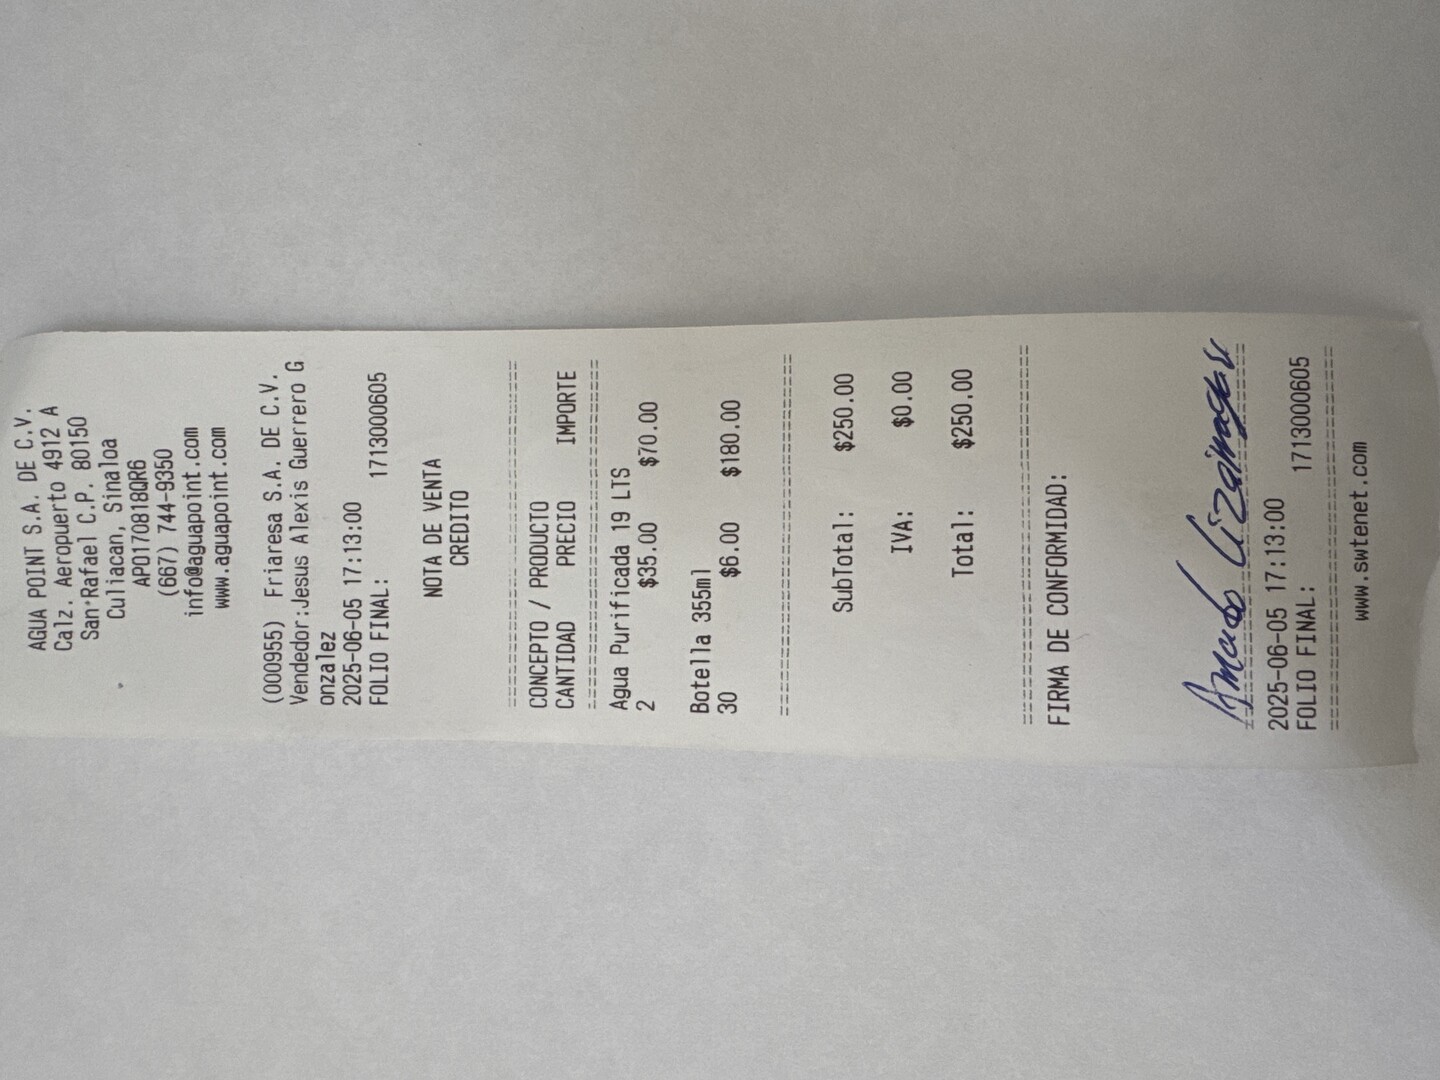 AGUA POINT S.A. DE C.V.
Calz. Aeropuerto 4912 A
San Rafael C.P. 80150
Culiacan, Sinaloa
APO170818QR6
(667) 744-9350
info@aguapoint.com
www.aguapoint.com
(000955) Friaresa S.A. DE C.V.
Vendedor:Jesus Alexis Guerrero G
onzalez
2025-06-05 17:13:00
FOLIO FINAL: 1713000605
NOTA DE VENTA
CREDITO
CONCEPTO / PRODUCTO
CANTIDAD PRECIO IMPORTE
Agua Purificada 19 LTS
2 $35.00 $70.00
Botella 355ml
30 $6.00 $180.00
SubTotal: $250.00
IVA: $0.00
Total: $250.00
FIRMA DE CONFORMIDAD:
Amado Lizarraga
2025-06-05 17:13:00
FOLIO FINAL: 1713000605
www.swtenet.com